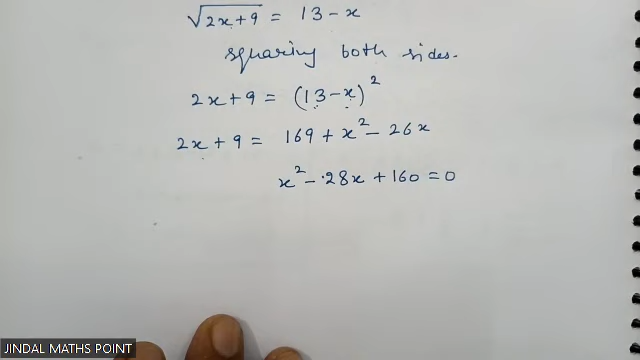 √(2x+9) = 13 - x
squaring both sides.
2x+9 = (13-x)²
2x+9 = 169 + x² - 26x
x² - 28x + 160 = 0
JINDAL MATHS POINT